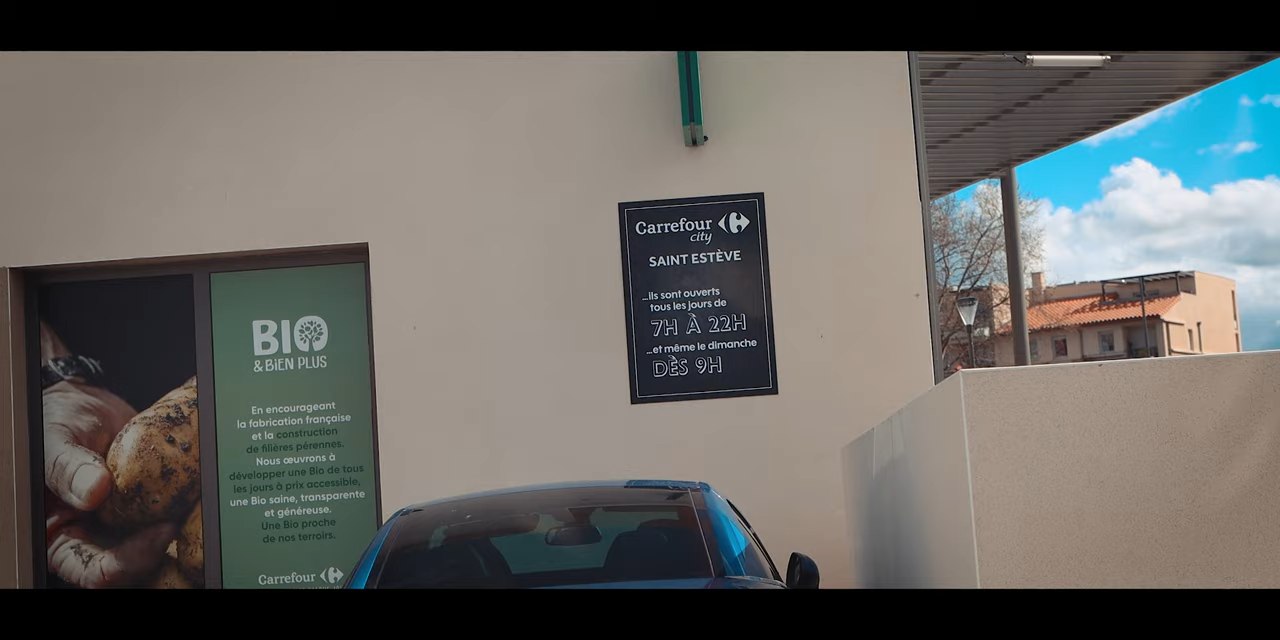 BIO
& BiEN PLUS
En encourageant
la fabrication française
et la construction
de filières pérennes.
Nous œuvrons à
développer une Bio de tous
les jours à prix accessible,
une Bio saine, transparente
et généreuse.
Une Bio proche
de nos terroirs.
Carrefour
Carrefour
city
SAINT ESTÈVE
...ils sont ouverts
tous les jours de
7H À 22H
...et même le dimanche
DÈS 9H